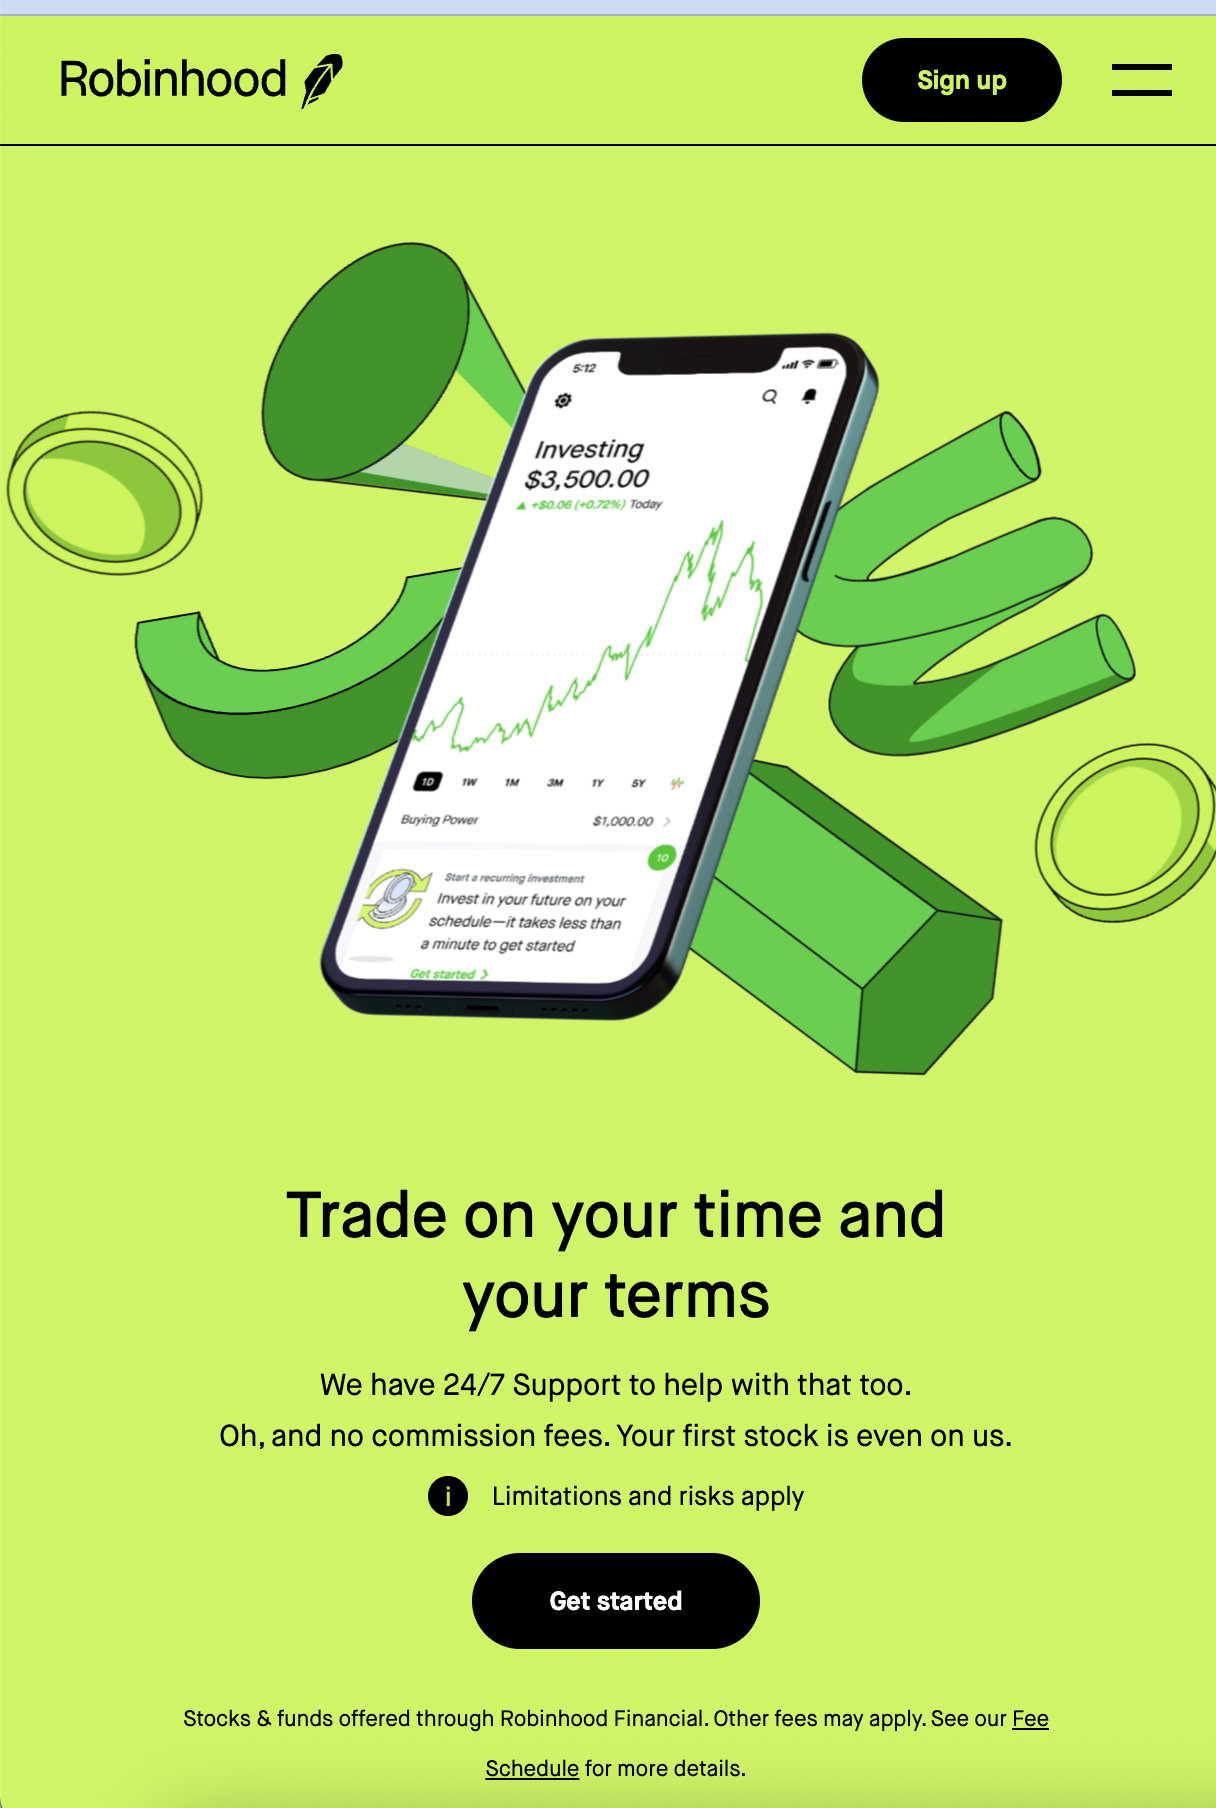 Robinhood
Sign up
5:12
Investing
$3,500.00
+$0.06 (+0.72%) Today
1D 1W 1M 3M 1Y 5Y
Buying Power $1,000.00
10
Start a recurring investment
Invest in your future on your
schedule—it takes less than
a minute to get started
Get started
Trade on your time and
your terms
We have 24/7 Support to help with that too.
Oh, and no commission fees. Your first stock is even on us.
i Limitations and risks apply
Get started
Stocks & funds offered through Robinhood Financial. Other fees may apply. See our Fee
Schedule for more details.